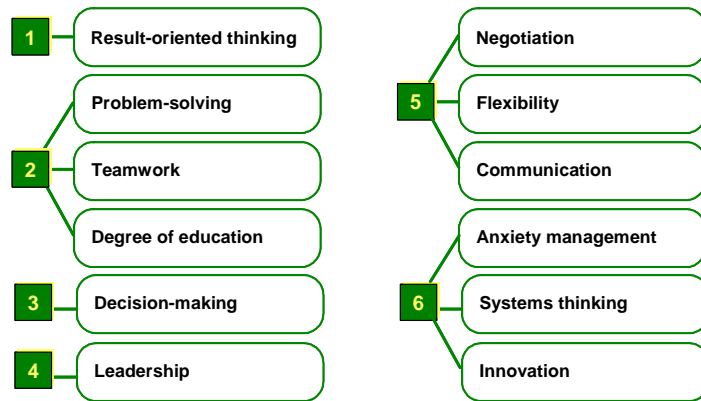 1
Result-oriented thinking
2
Problem-solving
Teamwork
Degree of education
3
Decision-making
4
Leadership
5
Negotiation
Flexibility
Communication
6
Anxiety management
Systems thinking
Innovation